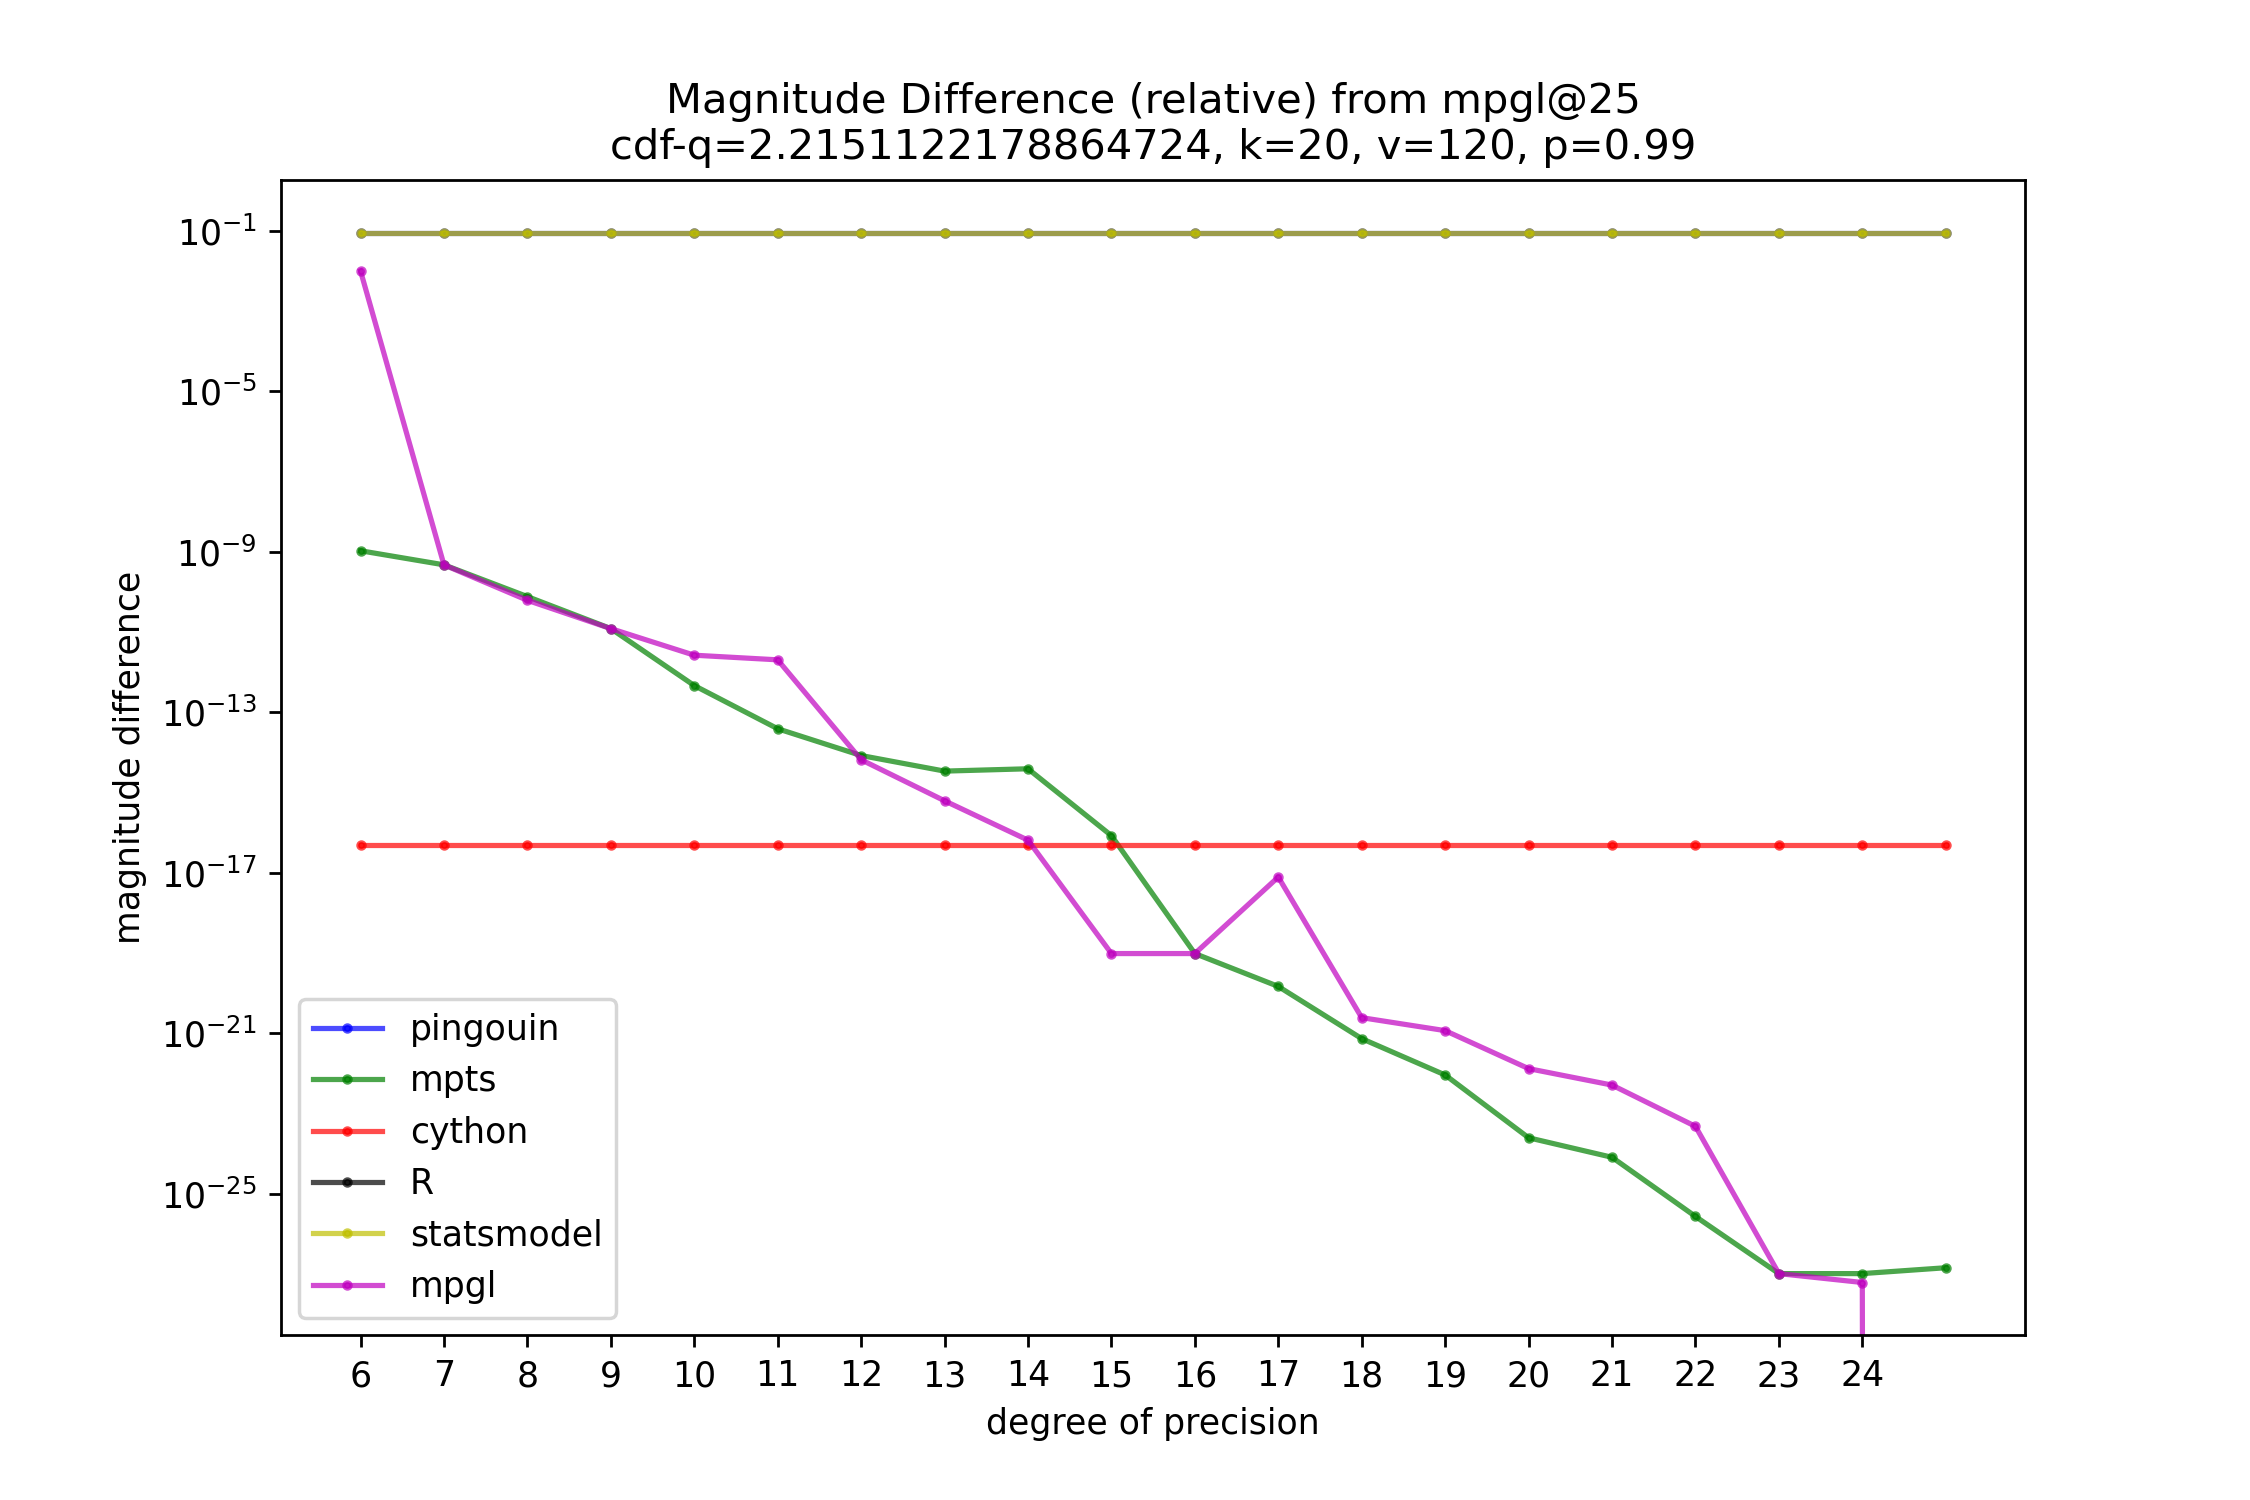 Magnitude Difference (relative) from mpgl@25
cdf-q=2.2151122178864724, k=20, v=120, p=0.99
magnitude difference
10⁻¹
10⁻⁵
10⁻⁹
10⁻¹³
10⁻¹⁷
10⁻²¹
10⁻²⁵
pingouin
mpts
cython
R
statsmodel
mpgl
6 7 8 9 10 11 12 13 14 15 16 17 18 19 20 21 22 23 24
degree of precision